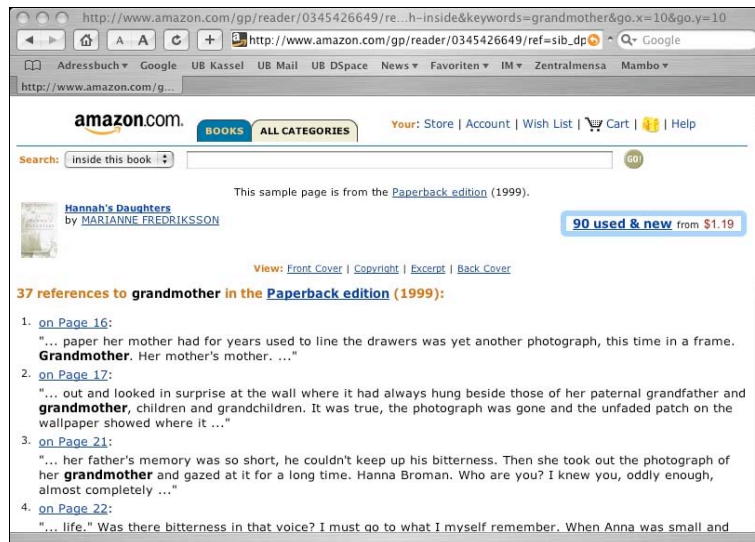 http://www.amazon.com/gp/reader/0345426649/re...h-inside&keywords=grandmother&go.x=10&go.y=10
A A C + http://www.amazon.com/gp/reader/0345426649/ref=sib_dp Q Google
Adressbuch Google UB Kassel UB Mail UB DSpace News Favoriten IM Zentralmensa Mambo
http://www.amazon.com/g...
amazon.com. BOOKS ALL CATEGORIES Your: Store | Account | Wish List | Cart | | Help
Search: inside this book GO!
This sample page is from the Paperback edition (1999).
Hannah's Daughters
by MARIANNE FREDRIKSSON
90 used & new from $1.19
View: Front Cover | Copyright | Excerpt | Back Cover
37 references to grandmother in the Paperback edition (1999):
1. on Page 16:
"... paper her mother had for years used to line the drawers was yet another photograph, this time in a frame.
Grandmother. Her mother's mother. ..."
2. on Page 17:
"... out and looked in surprise at the wall where it had always hung beside those of her paternal grandfather and
grandmother, children and grandchildren. It was true, the photograph was gone and the unfaded patch on the
wallpaper showed where it ..."
3. on Page 21:
"... her father's memory was so short, he couldn't keep up his bitterness. Then she took out the photograph of
her grandmother and gazed at it for a long time. Hanna Broman. Who are you? I knew you, oddly enough,
almost completely ..."
4. on Page 22:
"... life." Was there bitterness in that voice? I must go to what I myself remember. When Anna was small and